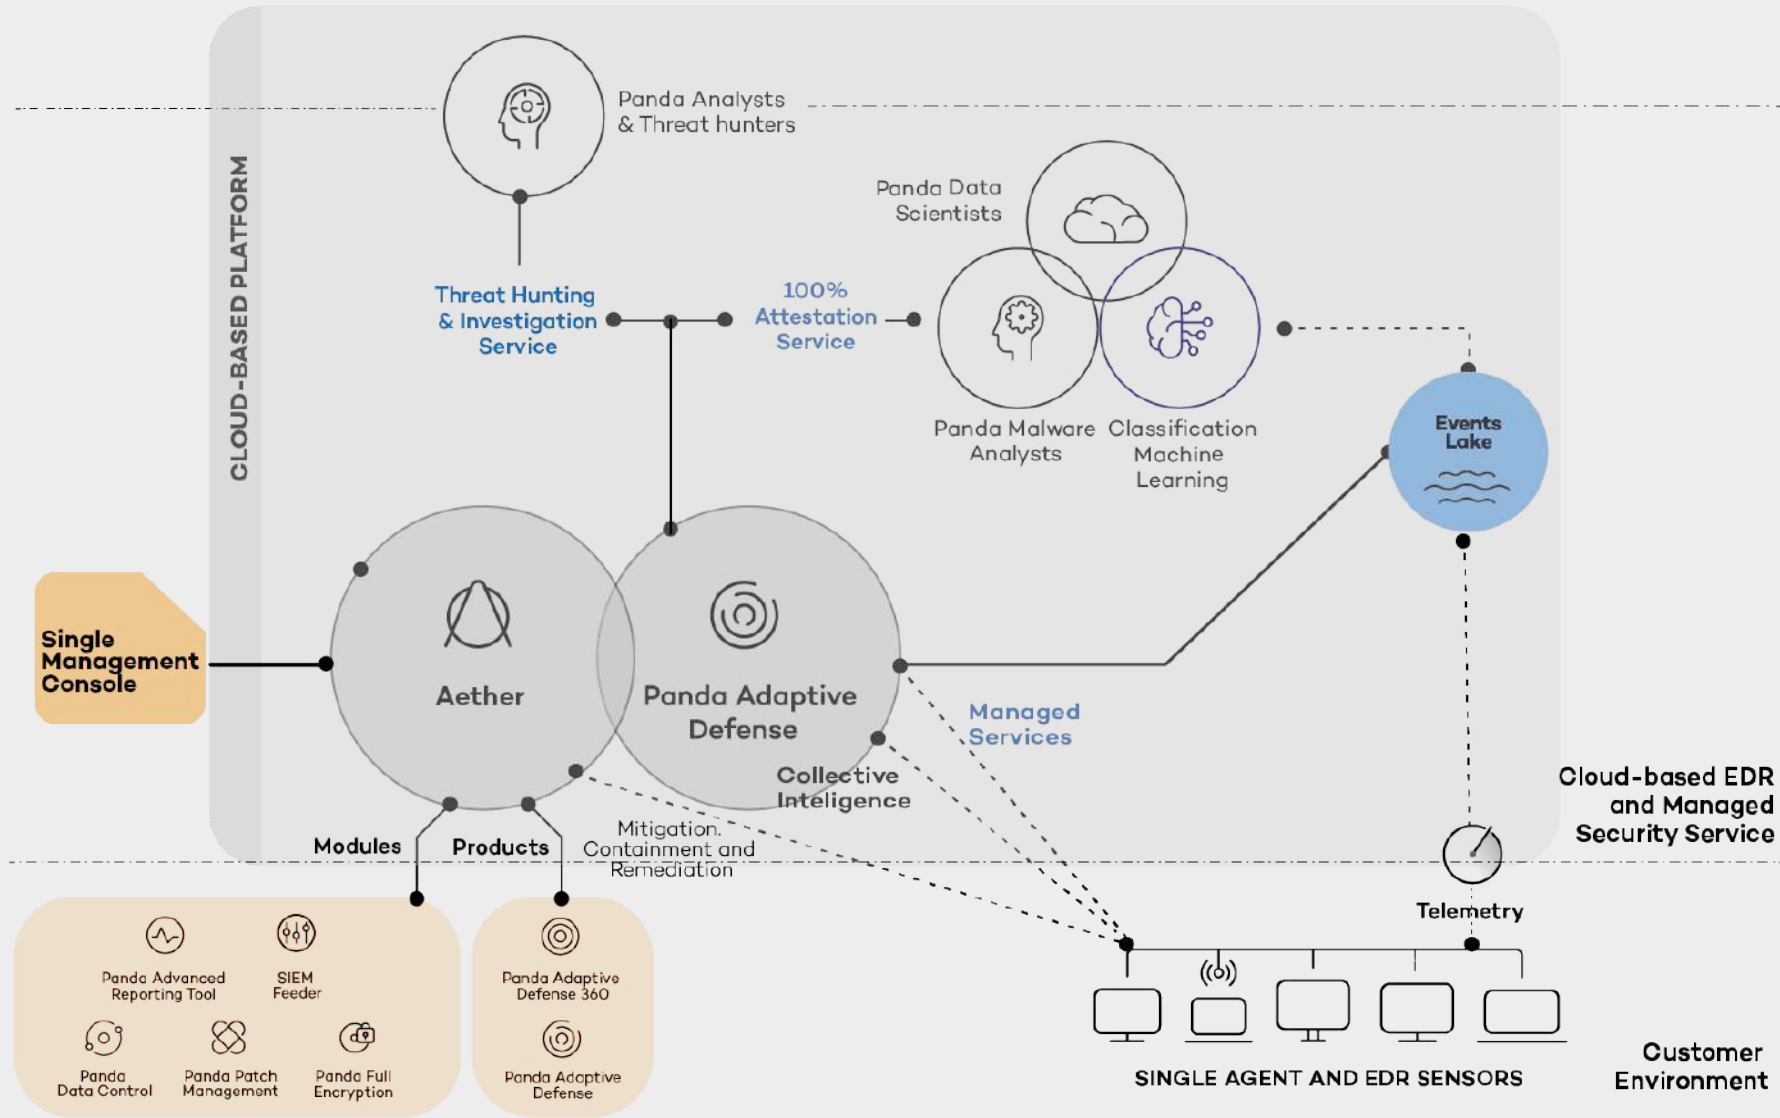 Panda Analysts
& Threat hunters
CLOUD-BASED PLATFORM
Panda Data
Scientists
Threat Hunting
& Investigation
Service
100%
Attestation
Service
Panda Malware
Analysts
Classification
Machine
Learning
Events
Lake
Single
Management
Console
Aether
Panda Adaptive
Defense
Managed
Services
Collective
Inteligence
Cloud-based EDR
and Managed
Security Service
Modules
Products
Mitigation.
Containment and
Remediation
Telemetry
Panda Advanced
Reporting Tool
SIEM
Feeder
Panda Adaptive
Defense 360
Panda
Data Control
Panda Patch
Management
Panda Full
Encryption
Panda Adaptive
Defense
SINGLE AGENT AND EDR SENSORS
Customer
Environment